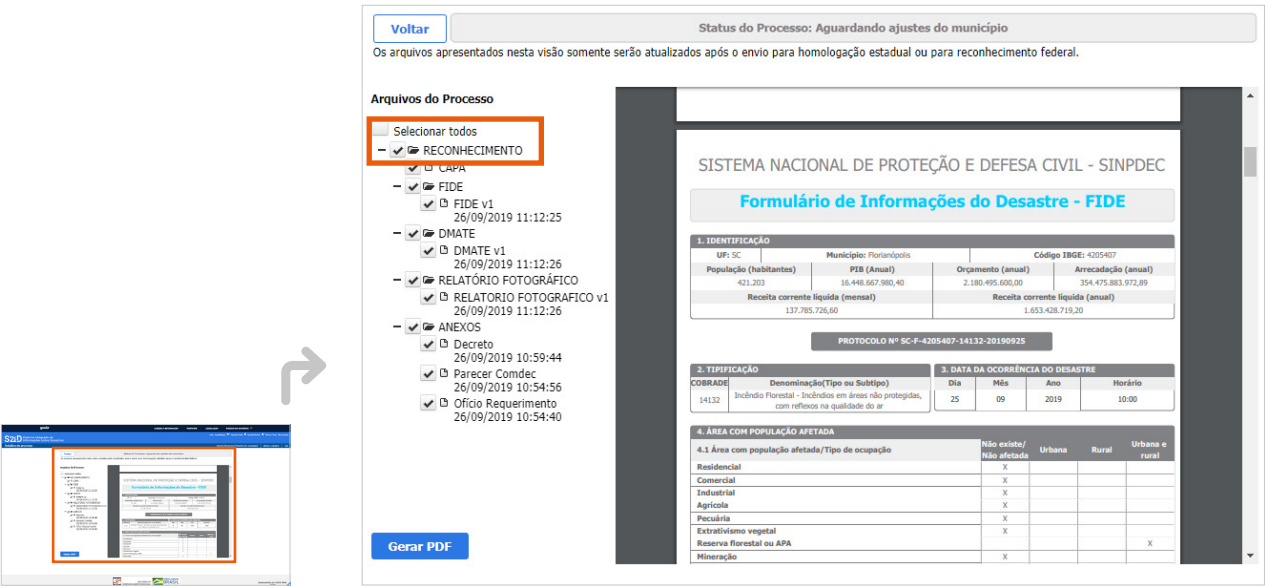 Voltar
Status do Processo: Aguardando ajustes do município
Os arquivos apresentados nesta visão somente serão atualizados após o envio para homologação estadual ou para reconhecimento federal.
Arquivos do Processo
Selecionar todos
RECONHECIMENTO
CAPA
FIDE
FIDE v1
26/09/2019 11:12:25
DMATE
DMATE v1
26/09/2019 11:12:26
RELATÓRIO FOTOGRÁFICO
RELATORIO FOTOGRAFICO v1
26/09/2019 11:12:26
ANEXOS
Decreto
26/09/2019 10:59:44
Parecer Comdec
26/09/2019 10:54:56
Ofício Requerimento
26/09/2019 10:54:40
Gerar PDF
SISTEMA NACIONAL DE PROTEÇÃO E DEFESA CIVIL - SINPDEC
Formulário de Informações do Desastre - FIDE
1. IDENTIFICAÇÃO
UF: SC Município: Florianópolis Código IBGE: 4205407
População (habitantes) PIB (Anual) Orçamento (anual) Arrecadação (anual)
421.203 16.448.667.980,40 2.180.495.600,00 354.475.883.972,89
Receita corrente líquida (mensal) Receita corrente líquida (anual)
137.785.726,60 1.653.428.719,20
PROTOCOLO Nº SC-F-4205407-14132-20190925
2. TIPIFICAÇÃO 3. DATA DA OCORRÊNCIA DO DESASTRE
COBRADE Denominação(Tipo ou Subtipo) Dia Mês Ano Horário
14132 Incêndio Florestal - Incêndios em áreas não protegidas, com reflexos na qualidade do ar 25 09 2019 10:00
4. ÁREA COM POPULAÇÃO AFETADA
4.1 Área com população afetada/Tipo de ocupação Não existe/ Não afetada Urbana Rural Urbana e rural
Residencial X
Comercial X
Industrial X
Agrícola X
Pecuária X
Extrativismo vegetal X
Reserva florestal ou APA X
Mineração X
S2iD
BRASIL